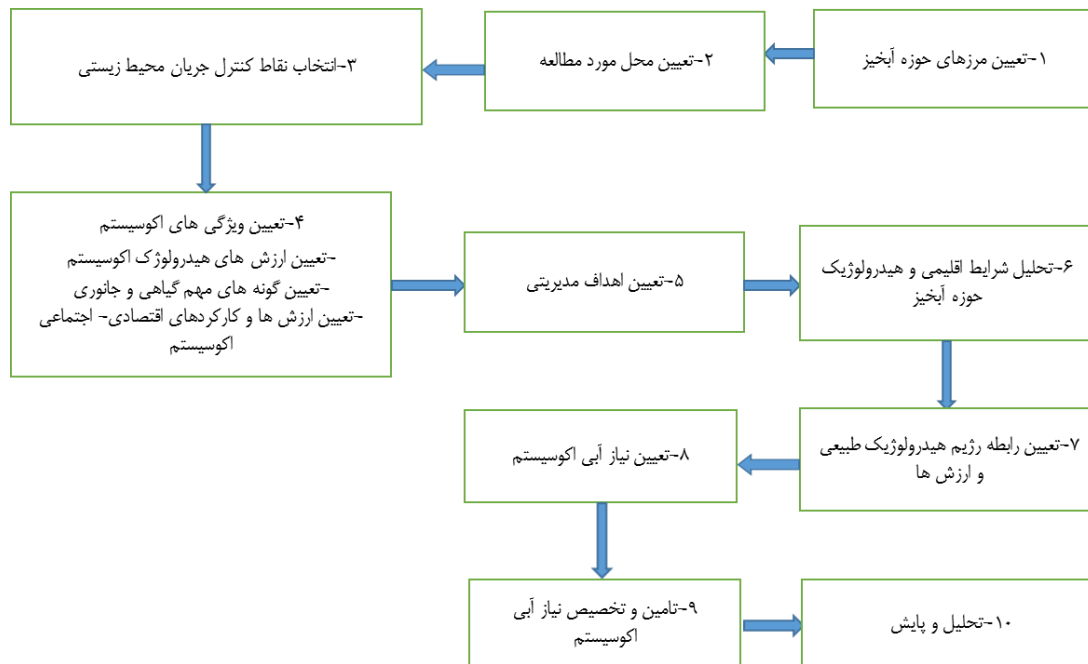 ۱-تعیین مرزهای حوزه آبخیز
۲-تعیین محل مورد مطالعه
۳-انتخاب نقاط کنترل جریان محیط زیستی
۴-تعیین ویژگی های اکوسیستم
-تعیین ارزش های هیدرولوژک اکوسیستم
-تعیین گونه های مهم گیاهی و جانوری
-تعیین ارزش ها و کارکردهای اقتصادی- اجتماعی
اکوسیستم
۵-تعیین اهداف مدیریتی
۶-تحلیل شرایط اقلیمی و هیدرولوژیک
حوزه آبخیز
۷-تعیین رابطه رژیم هیدرولوژیک طبیعی
و ارزش ها
۸-تعیین نیاز آبی اکوسیستم
۹-تامین و تخصیص نیاز آبی
اکوسیستم
۱۰-تحلیل و پایش